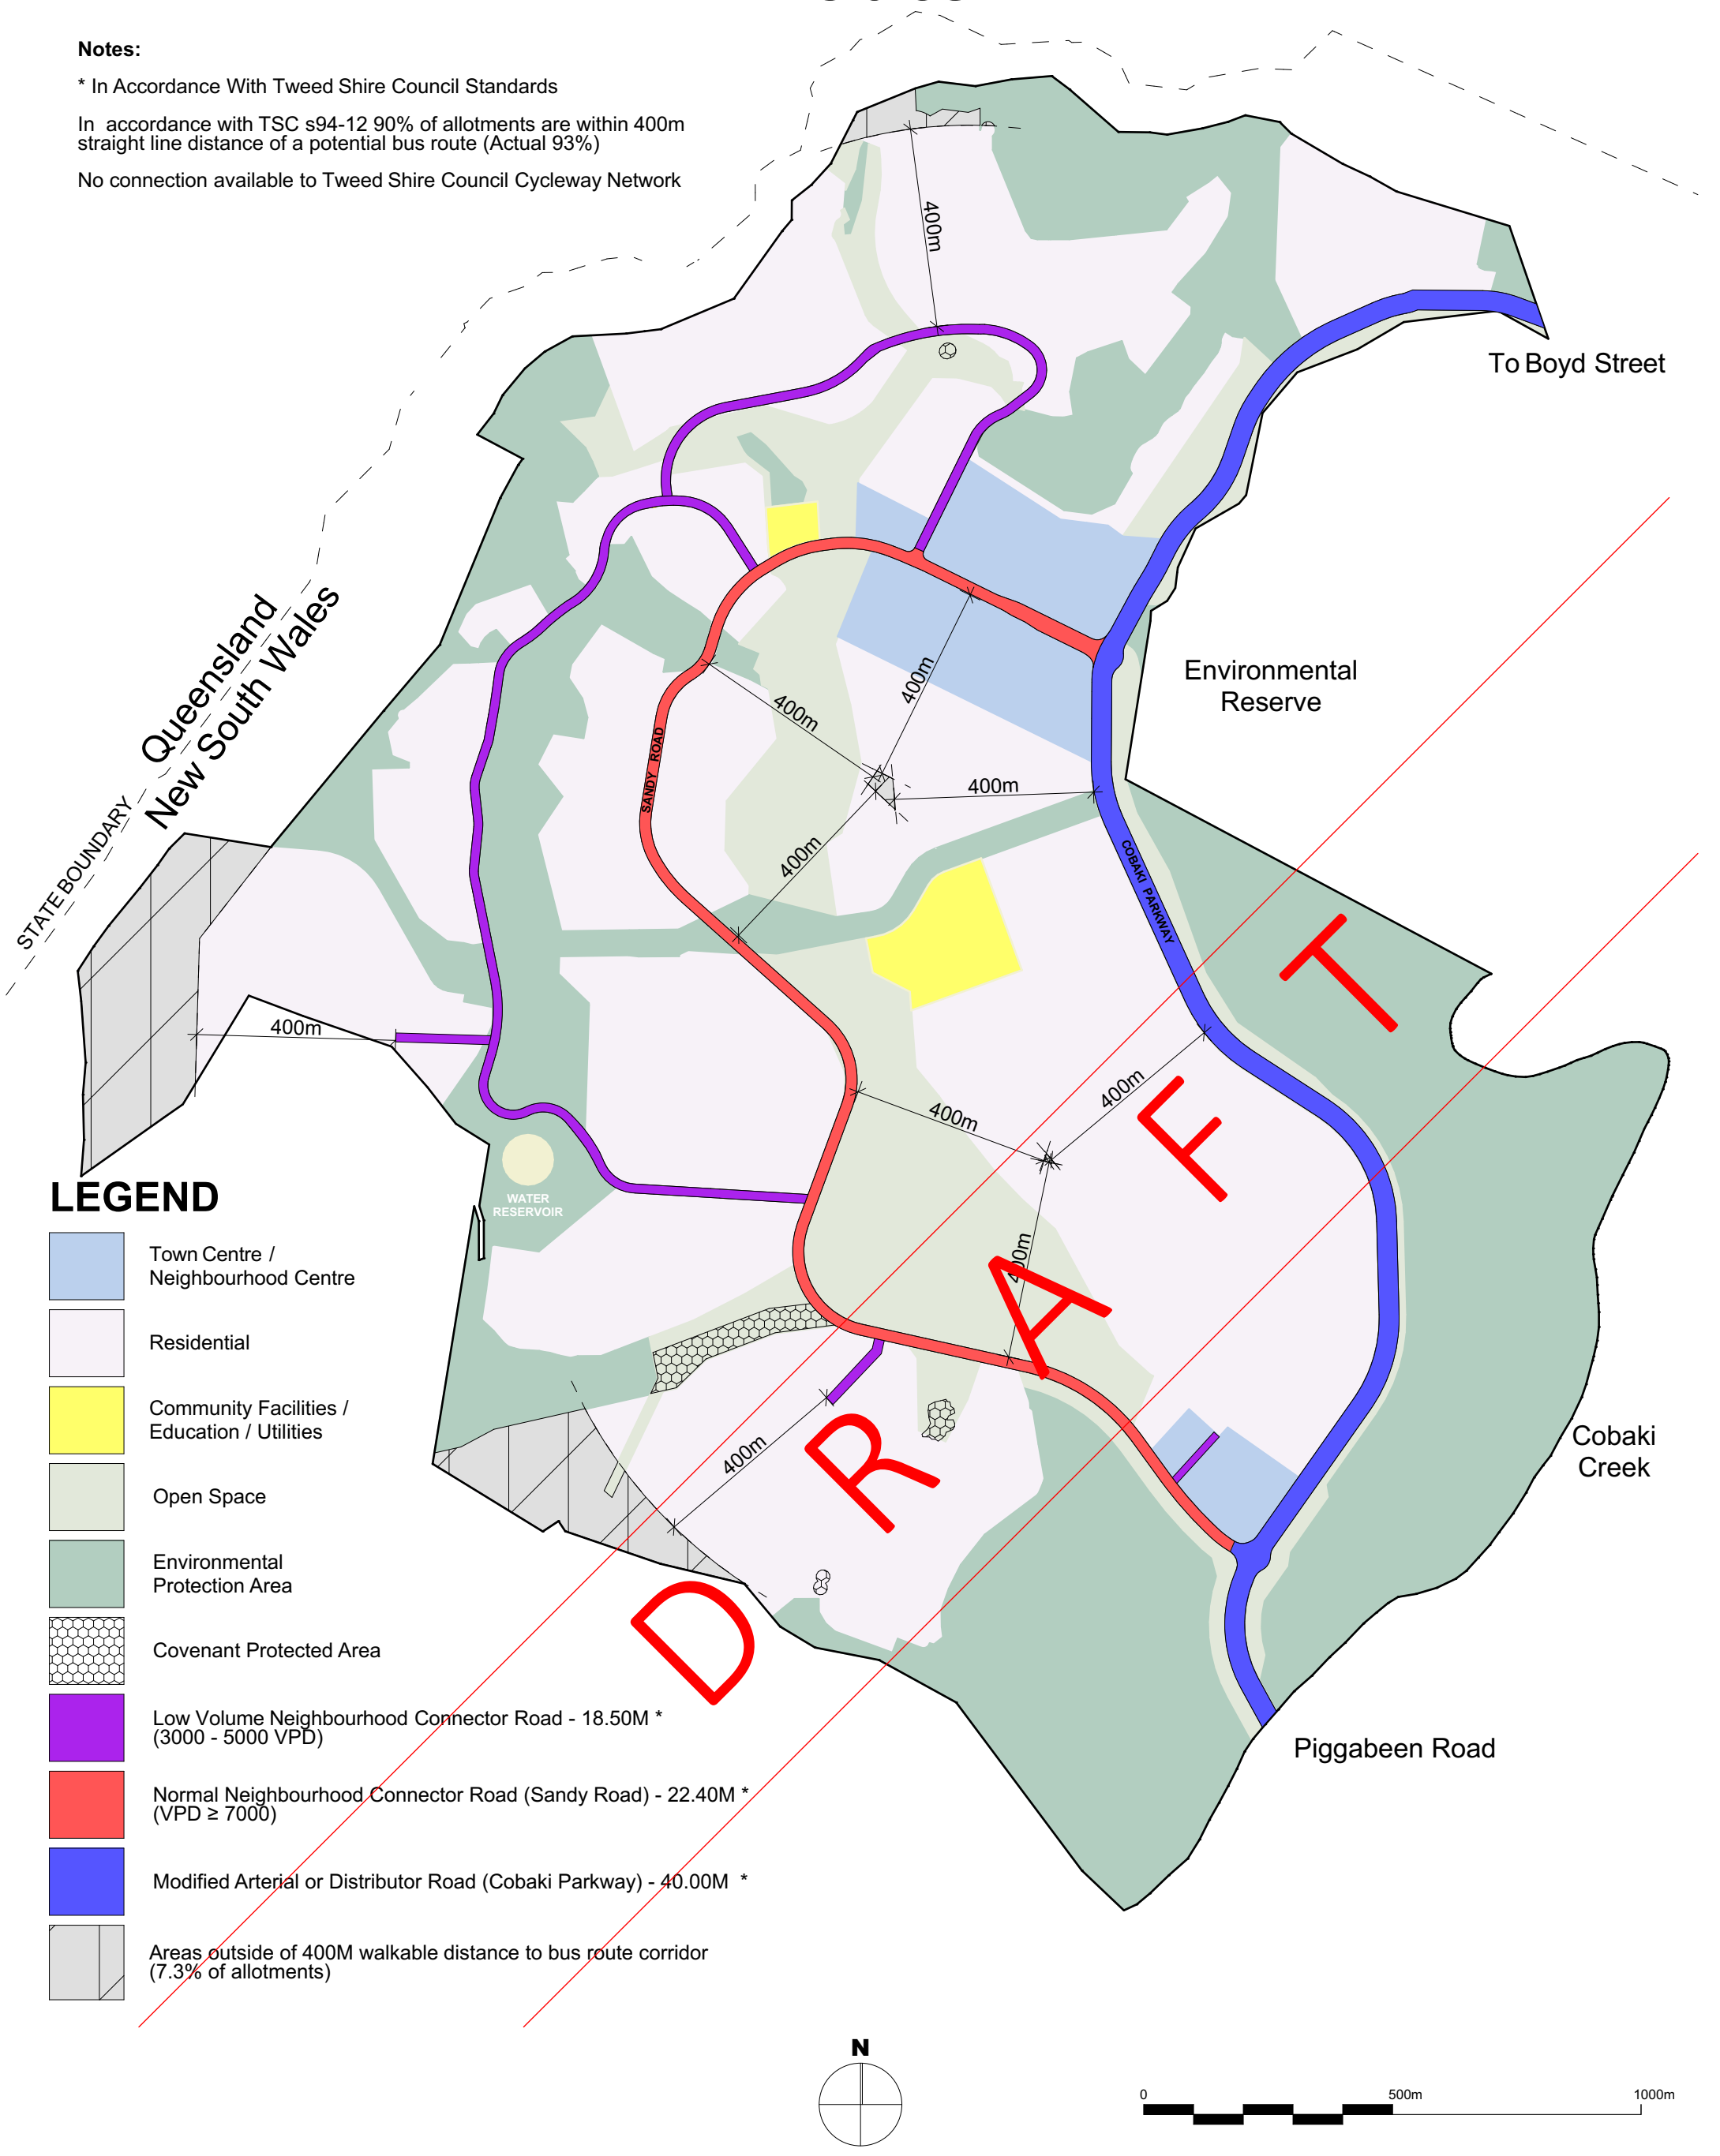 Notes:
* In Accordance With Tweed Shire Council Standards
In accordance with TSC s94-12 90% of allotments are within 400m
straight line distance of a potential bus route (Actual 93%)
No connection available to Tweed Shire Council Cycleway Network
400m
To Boyd Street
Queensland
New South Wales
STATE BOUNDARY
Environmental
Reserve
400m
400m
SANDY ROAD
400m
400m
COBAKI PARKWAY
400m
400m
400m
WATER
RESERVOIR
400m
400m
Cobaki
Creek
Piggabeen Road
D R A F T
LEGEND
Town Centre /
Neighbourhood Centre
Residential
Community Facilities /
Education / Utilities
Open Space
Environmental
Protection Area
Covenant Protected Area
Low Volume Neighbourhood Connector Road - 18.50M *
(3000 - 5000 VPD)
Normal Neighbourhood Connector Road (Sandy Road) - 22.40M *
(VPD ≥ 7000)
Modified Arterial or Distributor Road (Cobaki Parkway) - 40.00M *
Areas outside of 400M walkable distance to bus route corridor
(7.3% of allotments)
N
0 500m 1000m